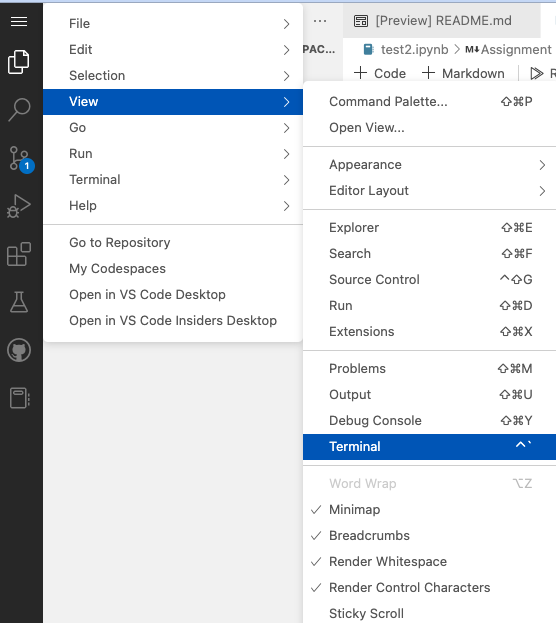 File
Edit
Selection
View
Go
Run
Terminal
Help
Go to Repository
My Codespaces
Open in VS Code Desktop
Open in VS Code Insiders Desktop
1
··· [Preview] README.md
PAC... test2.ipynb > M↓Assignment
+ Code + Markdown R
Command Palette... ⇧⌘P
Open View...
Appearance
Editor Layout
Explorer ⇧⌘E
Search ⇧⌘F
Source Control ^⇧G
Run ⇧⌘D
Extensions ⇧⌘X
Problems ⇧⌘M
Output ⇧⌘U
Debug Console ⇧⌘Y
Terminal ^`
Word Wrap ⌥Z
✓ Minimap
✓ Breadcrumbs
✓ Render Whitespace
✓ Render Control Characters
Sticky Scroll